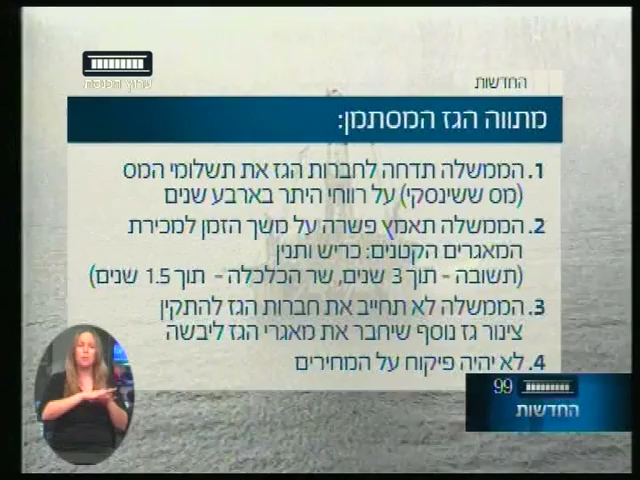 ערוץ הכנסת
החדשות
מתווה הגז המסתמן:
1. הממשלה תדחה לחברות הגז את תשלומי המס
(מס ששינסקי) על רווחי היתר בארבע שנים
2. הממשלה תאמץ פשרה על משך הזמן למכירת
המאגרים הקטנים: כריש ותנין
(תשובה - תוך 3 שנים, שר הכלכלה - תוך 1.5 שנים)
3. הממשלה לא תחייב את חברות הגז להתקין
צינור גז נוסף שיחבר את מאגרי הגז ליבשה
4. לא יהיה פיקוח על המחירים
99
החדשות